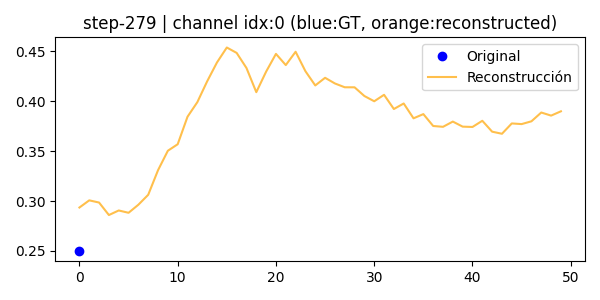 step-279 | channel idx:0 (blue:GT, orange:reconstructed)
Original
Reconstrucción
0.45
0.40
0.35
0.30
0.25
0 10 20 30 40 50